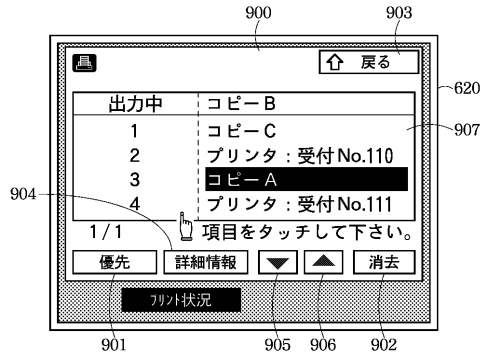 900
903
戻る
620
出力中 コピーB
1 コピーC
907
2 プリンタ:受付No.110
904
3 コピーA
4 プリンタ:受付No.111
1/1 項目をタッチして下さい。
優先 詳細情報 消去
プリント状況
901 905 906 902